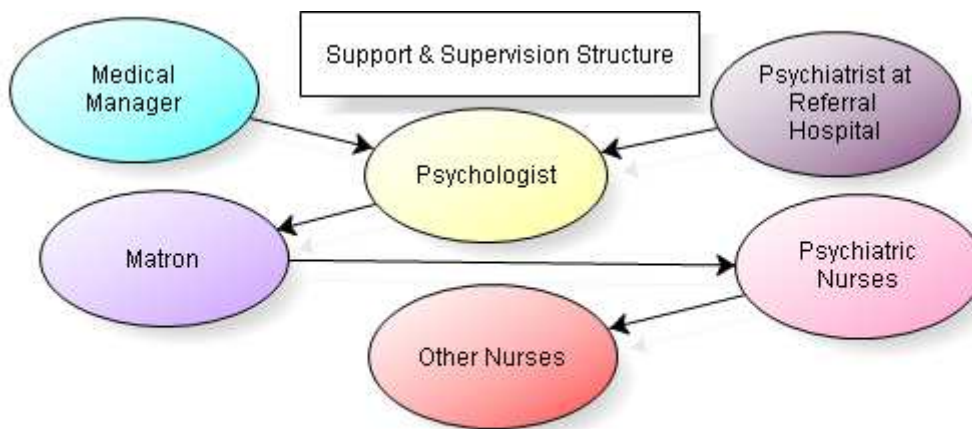 Support & Supervision Structure
Medical
Manager
Psychiatrist at
Referral
Hospital
Psychologist
Matron
Psychiatric
Nurses
Other Nurses